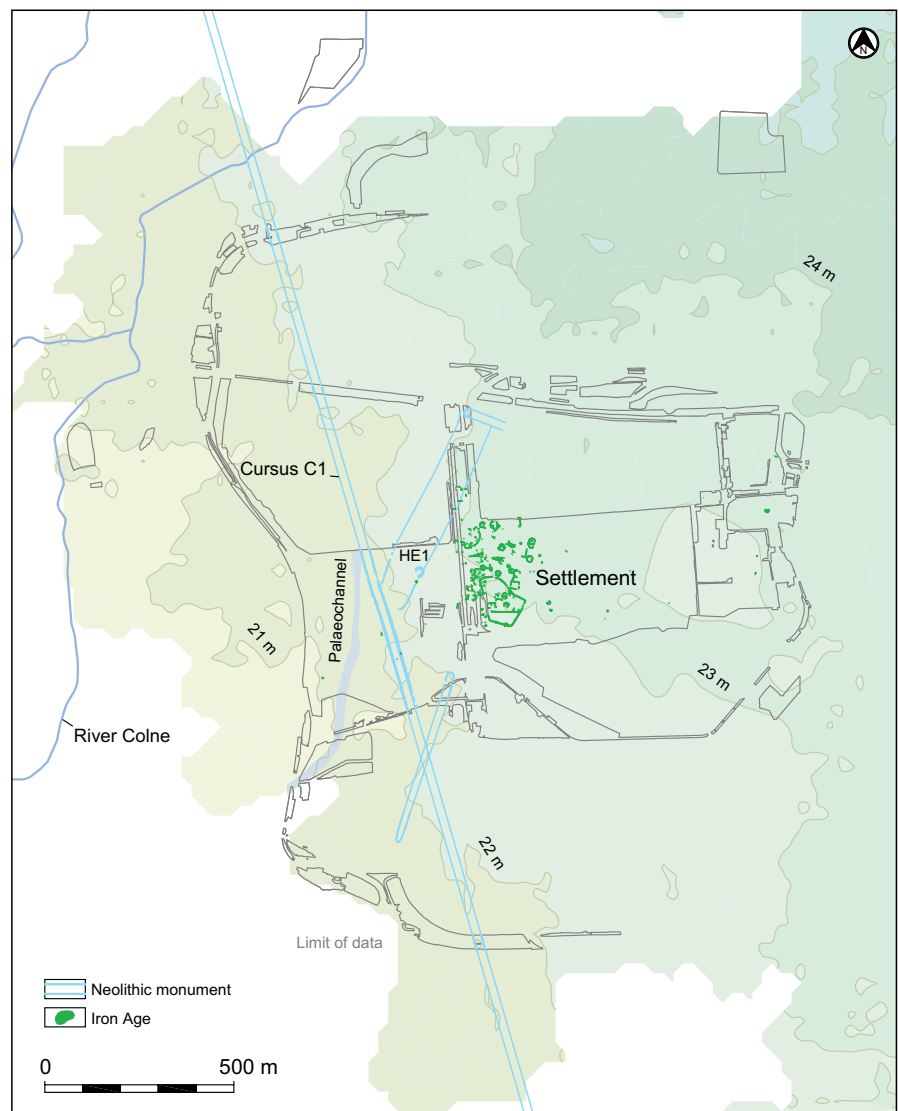 N
24 m
Cursus C1
HE1
Settlement
Palaeochannel
21 m
23 m
River Colne
22 m
Limit of data
Neolithic monument
Iron Age
0 500 m